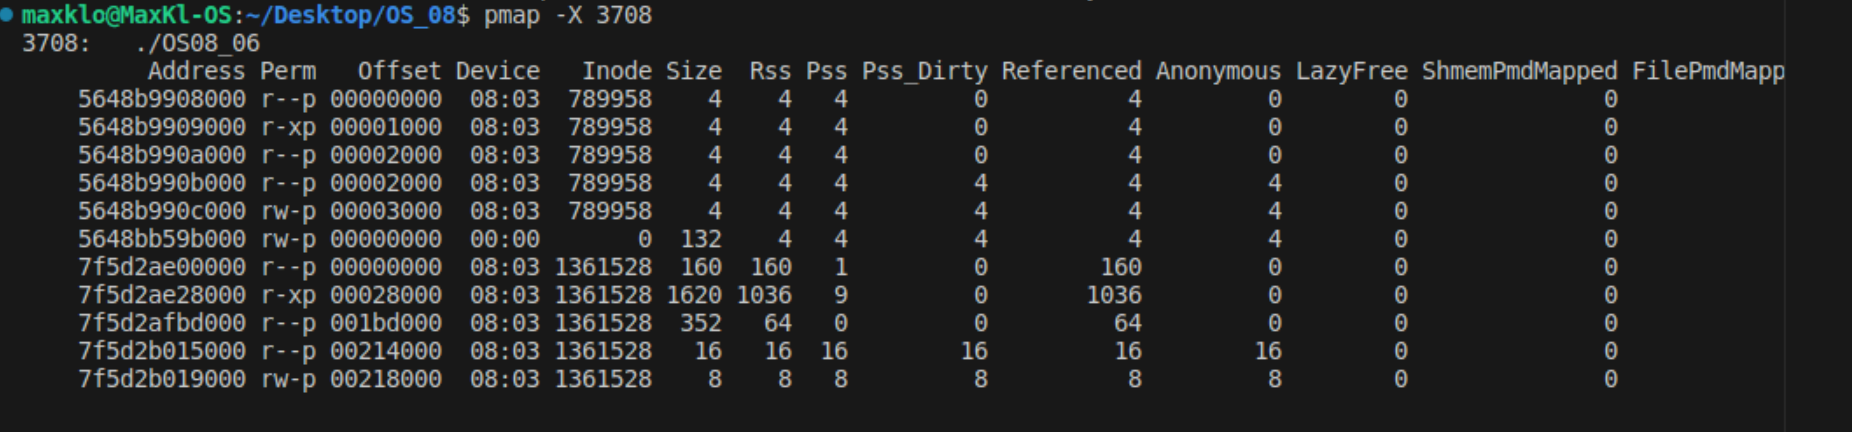 maxklo@MaxKl-OS:~/Desktop/OS_08$ pmap -X 3708
3708:   ./OS08_06
Address Perm Offset Device Inode Size Rss Pss Pss_Dirty Referenced Anonymous LazyFree ShmemPmdMapped FilePmdMapp
5648b9908000 r--p 00000000 08:03 789958 4 4 4 0 4 0 0 0
5648b9909000 r-xp 00001000 08:03 789958 4 4 4 0 4 0 0 0
5648b990a000 r--p 00002000 08:03 789958 4 4 4 0 4 0 0 0
5648b990b000 r--p 00002000 08:03 789958 4 4 4 4 4 4 0 0
5648b990c000 rw-p 00003000 08:03 789958 4 4 4 4 4 4 0 0
5648bb59b000 rw-p 00000000 00:00 0 132 4 4 4 4 4 0 0
7f5d2ae00000 r--p 00000000 08:03 1361528 160 160 1 0 160 0 0 0
7f5d2ae28000 r-xp 00028000 08:03 1361528 1620 1036 9 0 1036 0 0 0
7f5d2afbd000 r--p 001bd000 08:03 1361528 352 64 0 0 64 0 0 0
7f5d2b015000 r--p 00214000 08:03 1361528 16 16 16 16 16 16 0 0
7f5d2b019000 rw-p 00218000 08:03 1361528 8 8 8 8 8 8 0 0